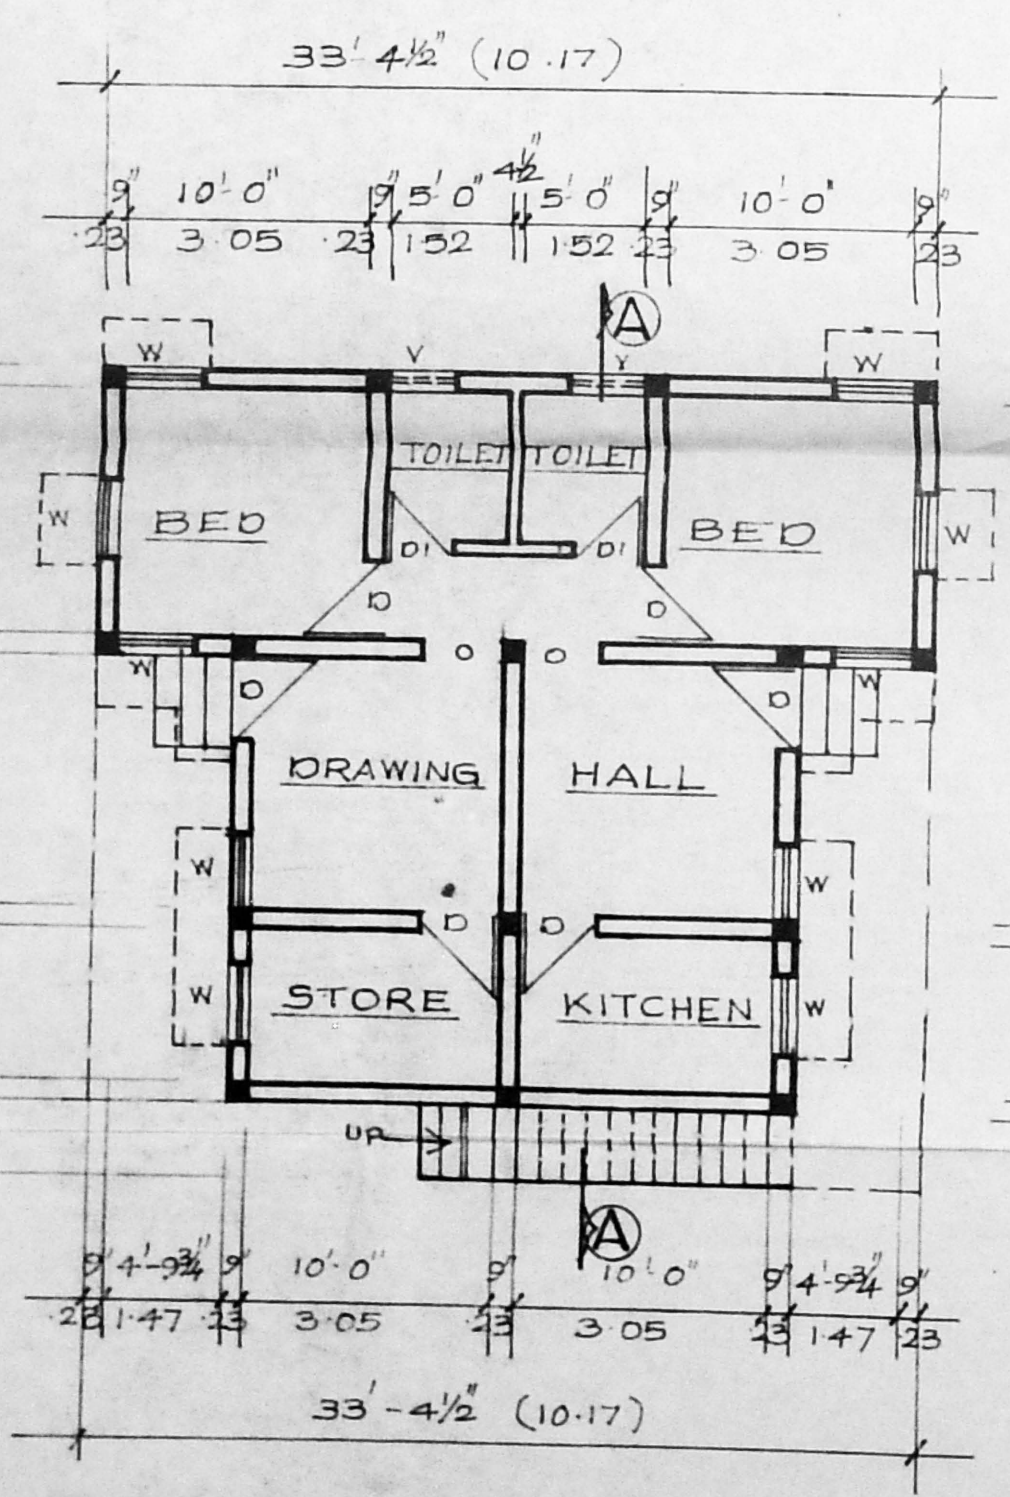 33'-4½" (10.17)
4½"
9" 10'-0" 9" 5'-0" 5'-0" 9" 10'-0" 9"
.23 3.05 .23 1.52 1.52 .23 3.05 .23
A
W V V W
TOILET TOILET
W BED BED W
D1 D1
D D
O O
W D D W
DRAWING HALL
W W
D D
W STORE KITCHEN W
UP
A
9" 4'-9¾" 9" 10'-0" 9" 10'-0" 9" 4'-9¾" 9"
.23 1.47 .23 3.05 .23 3.05 .23 1.47 .23
33'-4½" (10.17)